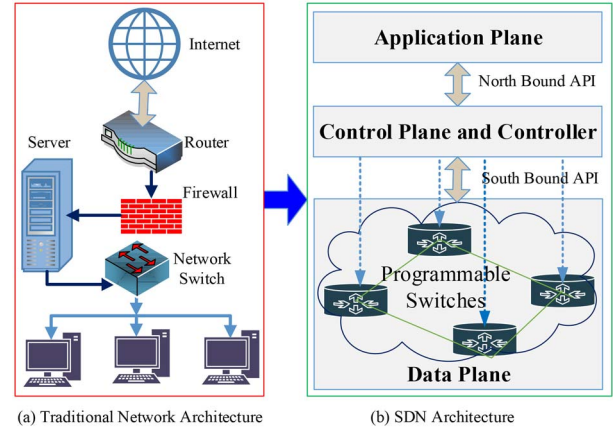 Internet
Server
Router
Firewall
Network
Switch
(a) Traditional Network Architecture
Application Plane
North Bound API
Control Plane and Controller
South Bound API
Programmable
Switches
Data Plane
(b) SDN Architecture